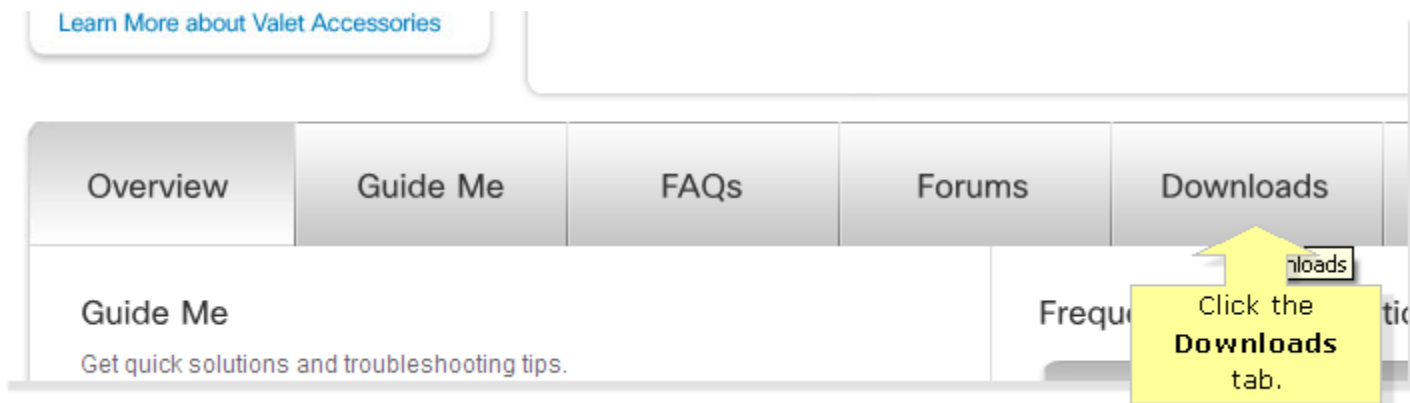 Learn More about Valet Accessories
Overview Guide Me FAQs Forums Downloads
Guide Me
Get quick solutions and troubleshooting tips.
Click the
Downloads
tab.